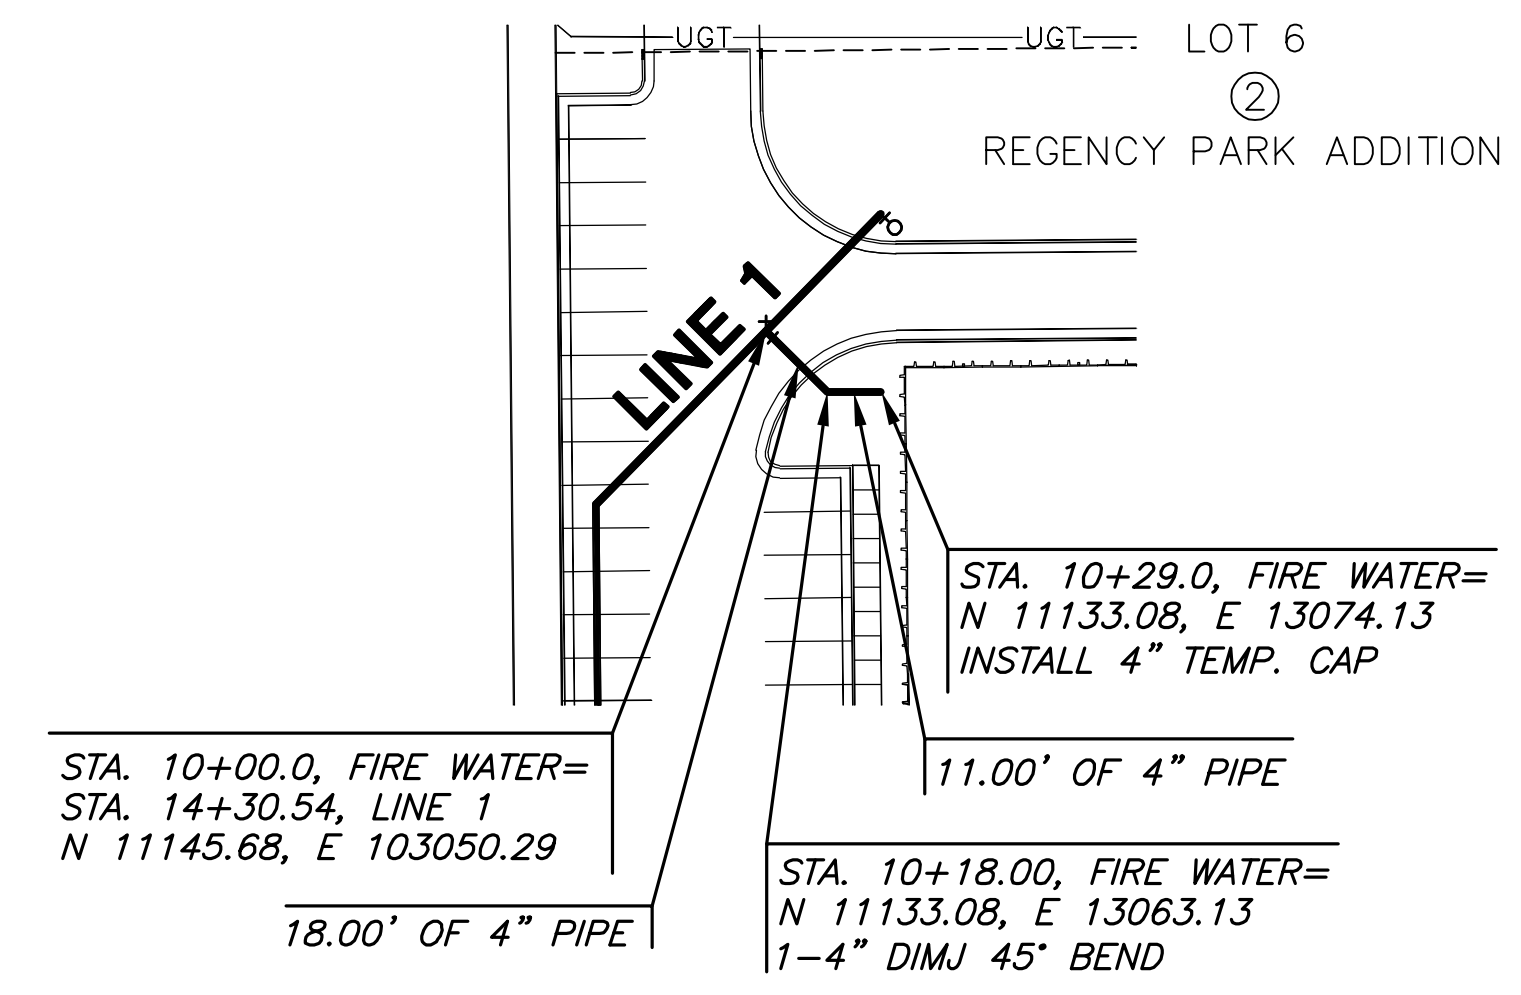 UGT
UGT
LOT 6
2
REGENCY PARK ADDITION
LINE 1
STA. 10+29.0, FIRE WATER=
N 11133.08, E 13074.13
INSTALL 4" TEMP. CAP
STA. 10+00.0, FIRE WATER=
STA. 14+30.54, LINE 1
N 11145.68, E 103050.29
11.00' OF 4" PIPE
STA. 10+18.00, FIRE WATER=
N 11133.08, E 13063.13
1-4" DIMJ 45° BEND
18.00' OF 4" PIPE